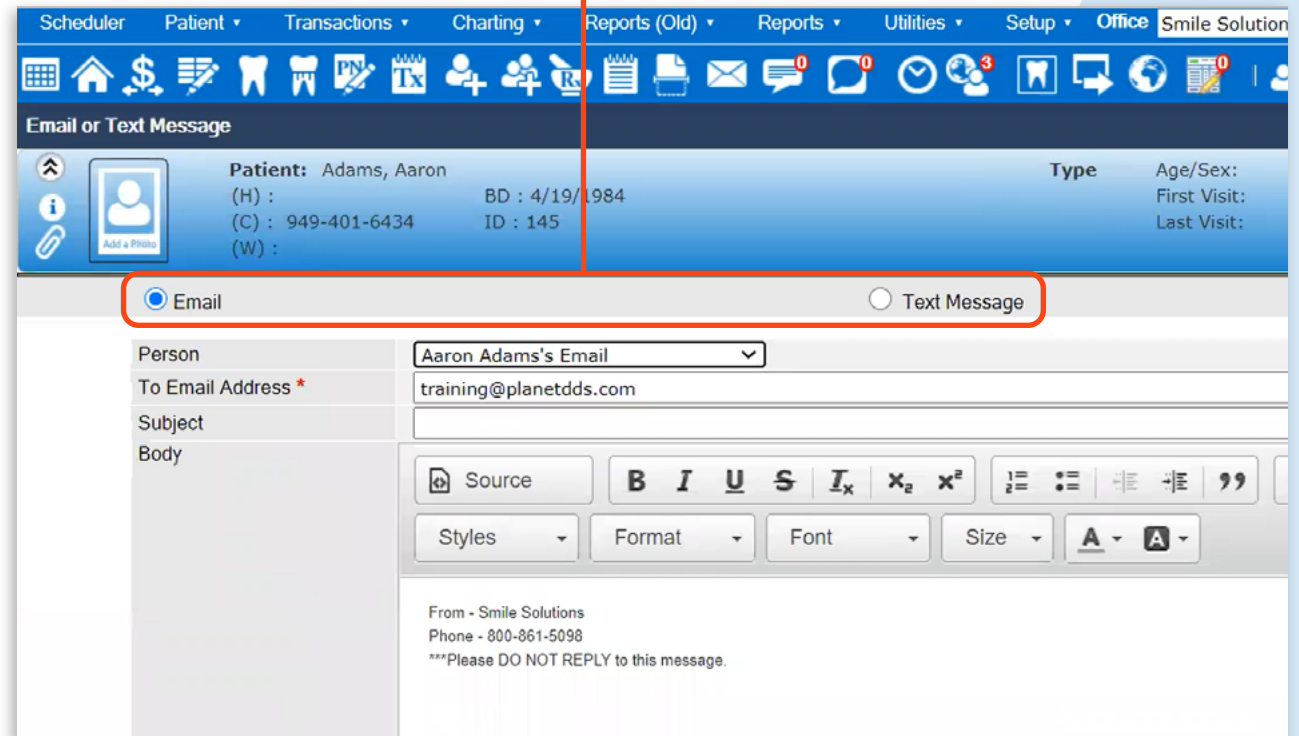 Scheduler Patient Transactions Charting Reports (Old) Reports Utilities Setup Office Smile Solution
PN Tx Rx 0 0 3 0
Email or Text Message
Patient: Adams, Aaron Type Age/Sex:
(H) : BD : 4/19/1984 First Visit:
(C) : 949-401-6434 ID : 145 Last Visit:
Add a Photo (W) :
Email Text Message
Person Aaron Adams's Email
To Email Address * training@planetdds.com
Subject
Body
Source B I U S Ix x₂ x²
Styles Format Font Size A A
From - Smile Solutions
Phone - 800-861-5098
***Please DO NOT REPLY to this message.